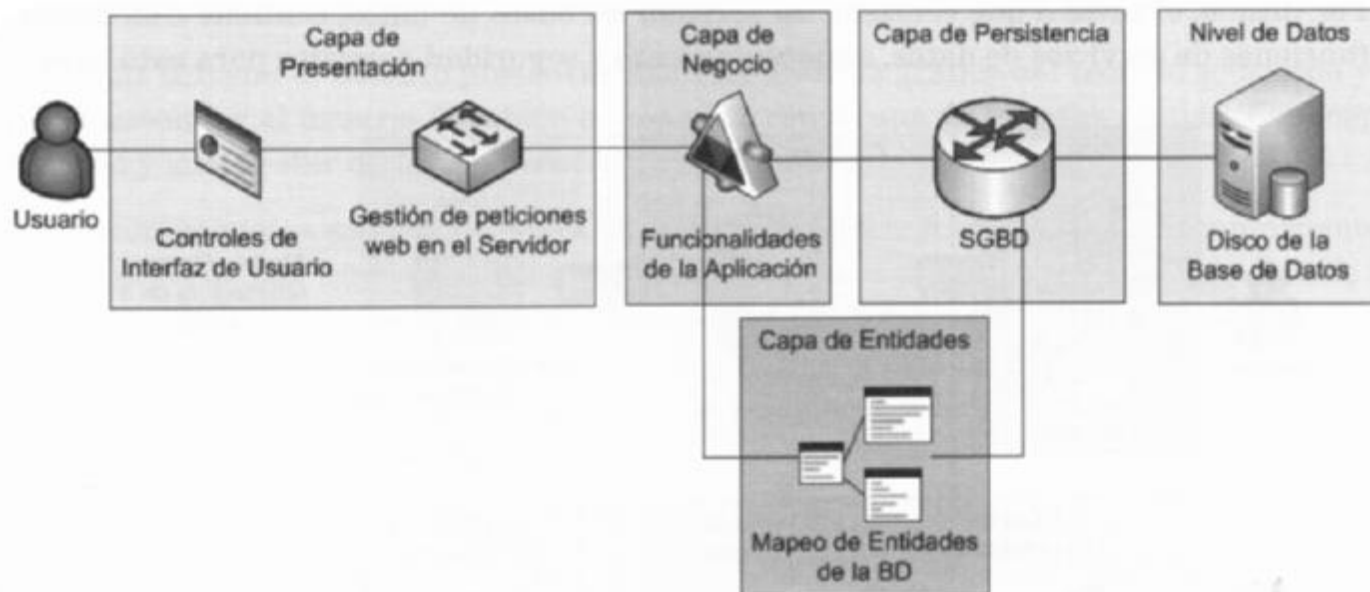 Capa de
Presentación
Capa de
Negocio
Capa de Persistencia
Nivel de Datos
Usuario
Controles de
Interfaz de Usuario
Gestión de peticiones
web en el Servidor
Funcionalidades
de la Aplicación
SGBD
Disco de la
Base de Datos
Capa de Entidades
Mapeo de Entidades
de la BD